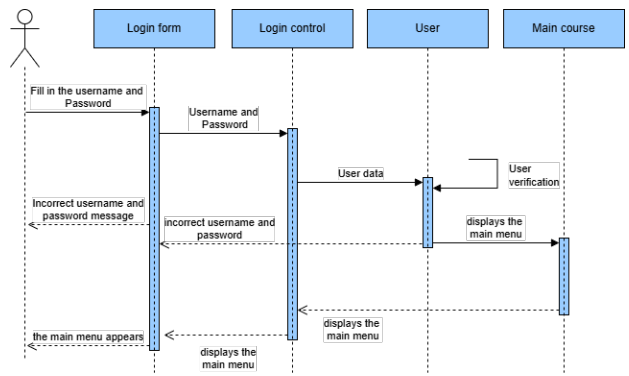 Login form
Login control
User
Main course
Fill in the username and
Password
Username and
Password
User data
User
verification
Incorrect username and
password message
incorrect username and
password
displays the
main menu
displays the
main menu
the main menu appears
displays the
main menu